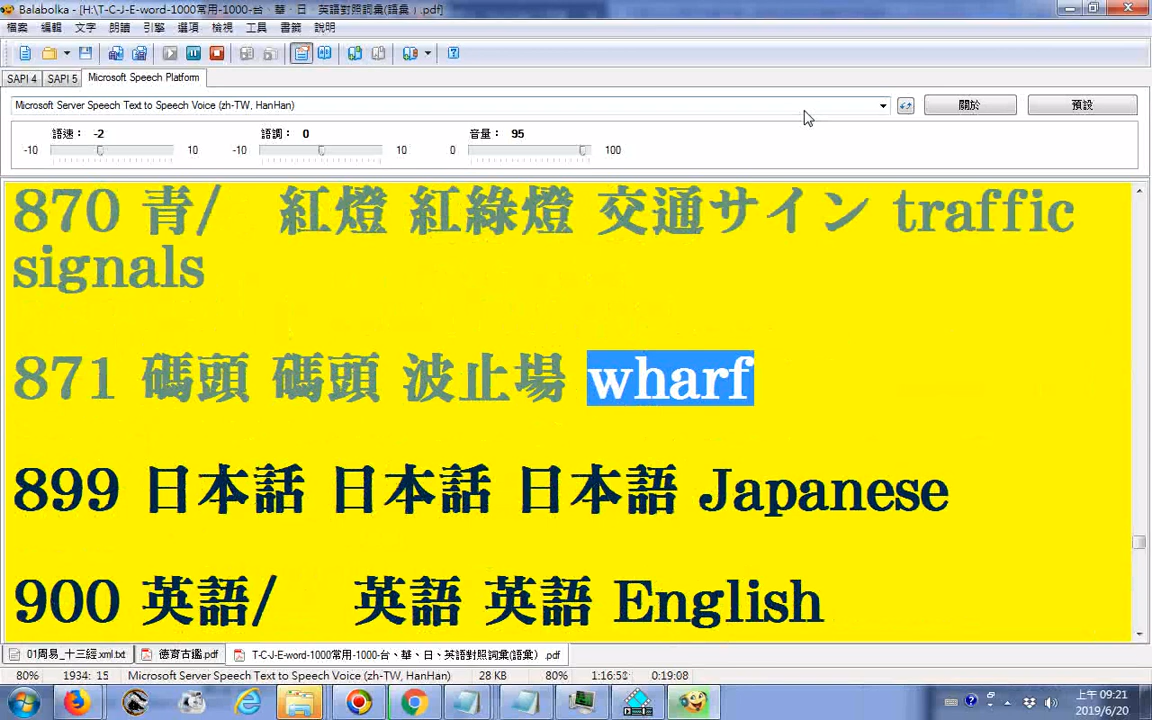 Balabolka - [H:\T-C-J-E-word-1000常用-1000-台、華、日、英語對照詞彙(語彙).pdf]
檔案 編輯 文字 朗讀 引擎 選項 檢視 工具 書籤 說明
SAPI 4 SAPI 5 Microsoft Speech Platform
Microsoft Server Speech Text to Speech Voice (zh-TW, HanHan) 關於 預設
語速： -2 語調： 0 音量： 95
-10 10 -10 10 0 100
870 青/ 紅燈 紅綠燈 交通サイン traffic
signals
871 碼頭 碼頭 波止場 wharf
899 日本話 日本話 日本語 Japanese
900 英語/ 英語 英語 English
01周易_十三經.xml.txt 德育古鑑.pdf T-C-J-E-word-1000常用-1000-台、華、日、英語對照詞彙(語彙）.pdf
80% 1934: 15 Microsoft Server Speech Text to Speech Voice (zh-TW, HanHan) 28 KB 80% 0:19:08
上午 09:21
2019/6/20